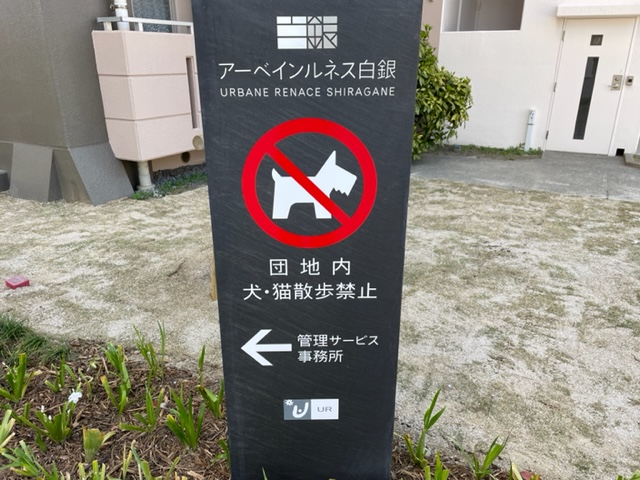 アーベインルネス白銀
URBANE RENACE SHIRAGANE
団地内
犬・猫散歩禁止
管理サービス
事務所
UR